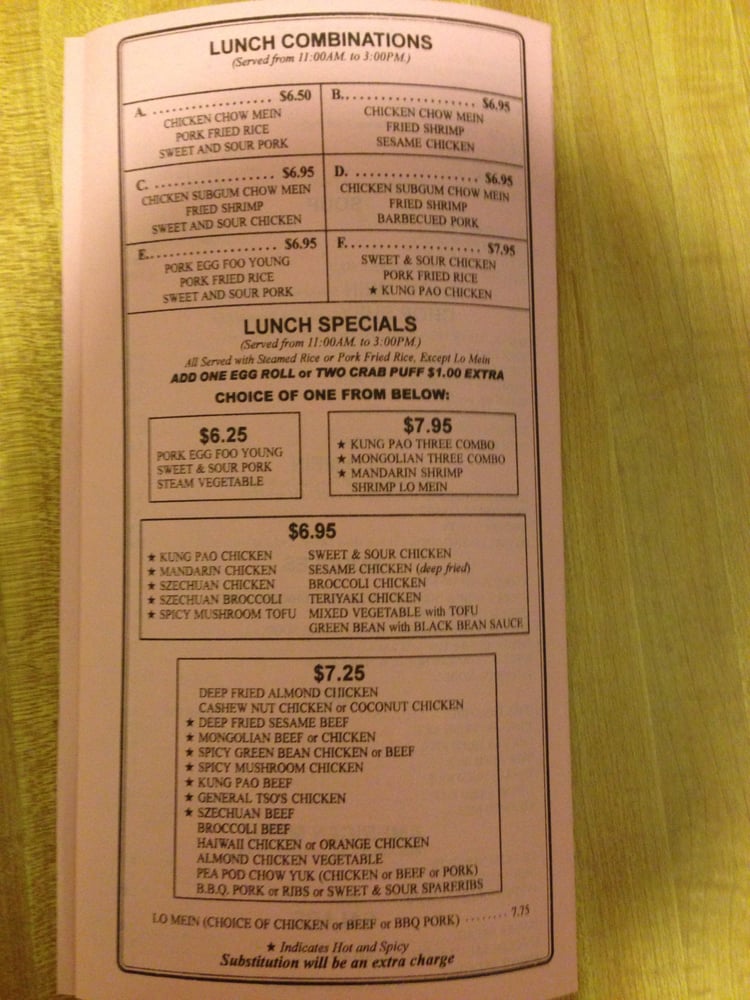 LUNCH COMBINATIONS
(Served from 11:00AM. to 3:00PM.)
A. .................... $6.50
CHICKEN CHOW MEIN
PORK FRIED RICE
SWEET AND SOUR PORK
B...................... $6.95
CHICKEN CHOW MEIN
FRIED SHRIMP
SESAME CHICKEN
C. .................... $6.95
CHICKEN SUBGUM CHOW MEIN
FRIED SHRIMP
SWEET AND SOUR CHICKEN
D. .................... $6.95
CHICKEN SUBGUM CHOW MEIN
FRIED SHRIMP
BARBECUED PORK
E...................... $6.95
PORK EGG FOO YOUNG
PORK FRIED RICE
SWEET AND SOUR PORK
F...................... $7.95
SWEET & SOUR CHICKEN
PORK FRIED RICE
★ KUNG PAO CHICKEN
LUNCH SPECIALS
(Served from 11:00AM. to 3:00PM.)
All Served with Steamed Rice or Pork Fried Rice, Except Lo Mein
ADD ONE EGG ROLL or TWO CRAB PUFF $1.00 EXTRA
CHOICE OF ONE FROM BELOW:
$6.25
PORK EGG FOO YOUNG
SWEET & SOUR PORK
STEAM VEGETABLE
$7.95
★ KUNG PAO THREE COMBO
★ MONGOLIAN THREE COMBO
★ MANDARIN SHRIMP
SHRIMP LO MEIN
$6.95
★ KUNG PAO CHICKEN
★ MANDARIN CHICKEN
★ SZECHUAN CHICKEN
★ SZECHUAN BROCCOLI
★ SPICY MUSHROOM TOFU
SWEET & SOUR CHICKEN
SESAME CHICKEN (deep fried)
BROCCOLI CHICKEN
TERIYAKI CHICKEN
MIXED VEGETABLE with TOFU
GREEN BEAN with BLACK BEAN SAUCE
$7.25
DEEP FRIED ALMOND CHICKEN
CASHEW NUT CHICKEN or COCONUT CHICKEN
★ DEEP FRIED SESAME BEEF
★ MONGOLIAN BEEF or CHICKEN
★ SPICY GREEN BEAN CHICKEN or BEEF
★ SPICY MUSHROOM CHICKEN
★ KUNG PAO BEEF
★ GENERAL TSO'S CHICKEN
★ SZECHUAN BEEF
BROCCOLI BEEF
HAIWAII CHICKEN or ORANGE CHICKEN
ALMOND CHICKEN VEGETABLE
PEA POD CHOW YUK (CHICKEN or BEEF or PORK)
B.B.Q. PORK or RIBS or SWEET & SOUR SPARERIBS
LO MEIN (CHOICE OF CHICKEN or BEEF or BBQ PORK) ........ 7.75
★ Indicates Hot and Spicy
Substitution will be an extra charge